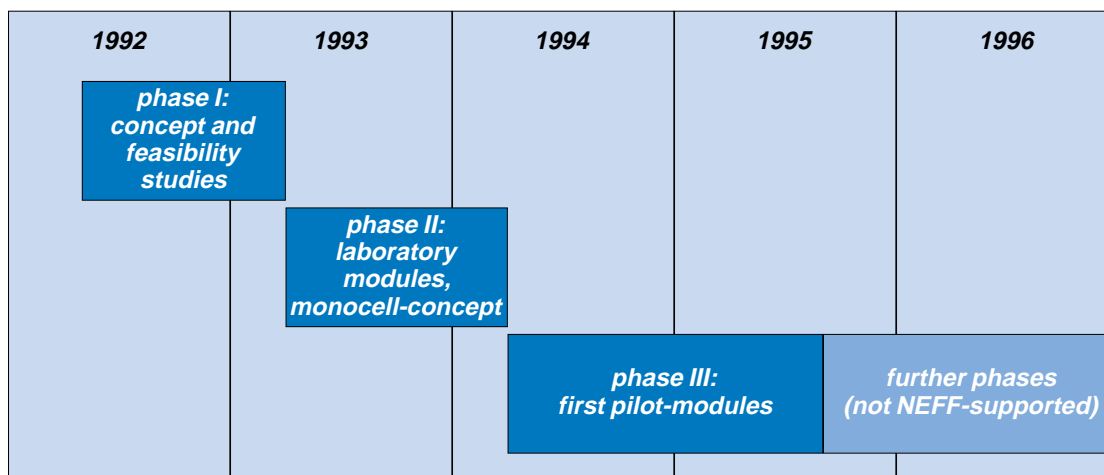 1992 1993 1994 1995 1996
phase I:
concept and
feasibility
studies
phase II:
laboratory
modules,
monocell-concept
phase III:
first pilot-modules
further phases
(not NEFF-supported)